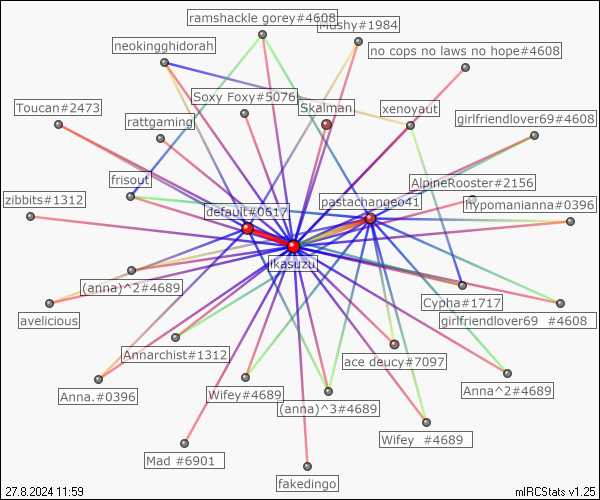 ramshackle gorey#4608
Mushy#1984
neokingghidorah
no cops no laws no hope#4608
Soxy Foxy#5076
Skalman
xenoyaut
Toucan#2473
rattgaming
girlfriendlover69#4608
frisout
AlpineRooster#2156
zibbits#1312
default#0617
pastachangeo41
hypomanianna#0396
ikasuzu
(anna)^2#4689
Cypha#1717
avelicious
girlfriendlover69 #4608
Annarchist#1312
ace deucy#7097
Anna.#0396
Wifey#4689
(anna)^3#4689
Anna^2#4689
Wifey #4689
Mad #6901
fakedingo
27.8.2024 11:59
mIRCStats v1.25